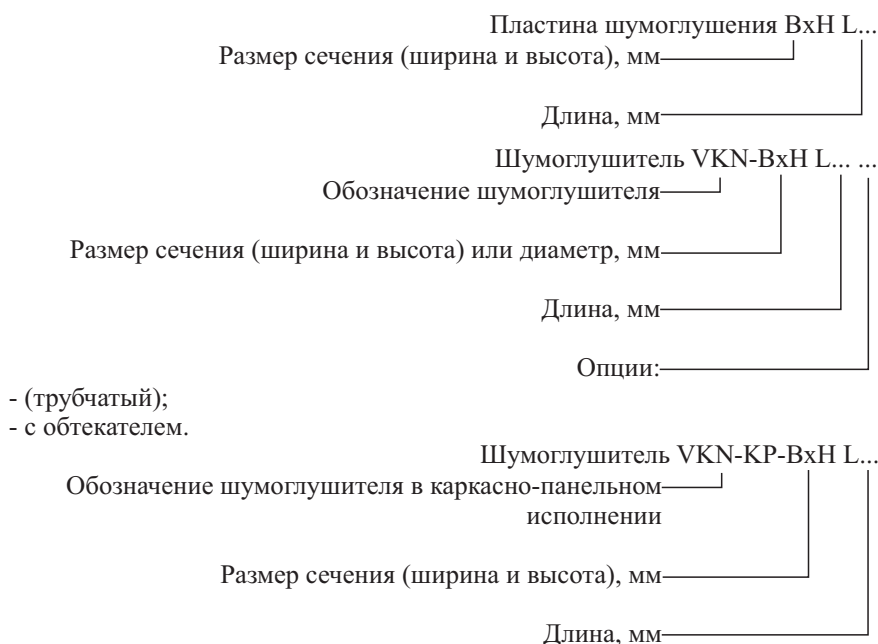 Пластина шумоглушения BxH L...
Размер сечения (ширина и высота), мм
Длина, мм
Шумоглушитель VKN-BxH L... ...
Обозначение шумоглушителя
Размер сечения (ширина и высота) или диаметр, мм
Длина, мм
Опции:
- (трубчатый);
- с обтекателем.
Шумоглушитель VKN-KP-BxH L...
Обозначение шумоглушителя в каркасно-панельном
исполнении
Размер сечения (ширина и высота), мм
Длина, мм